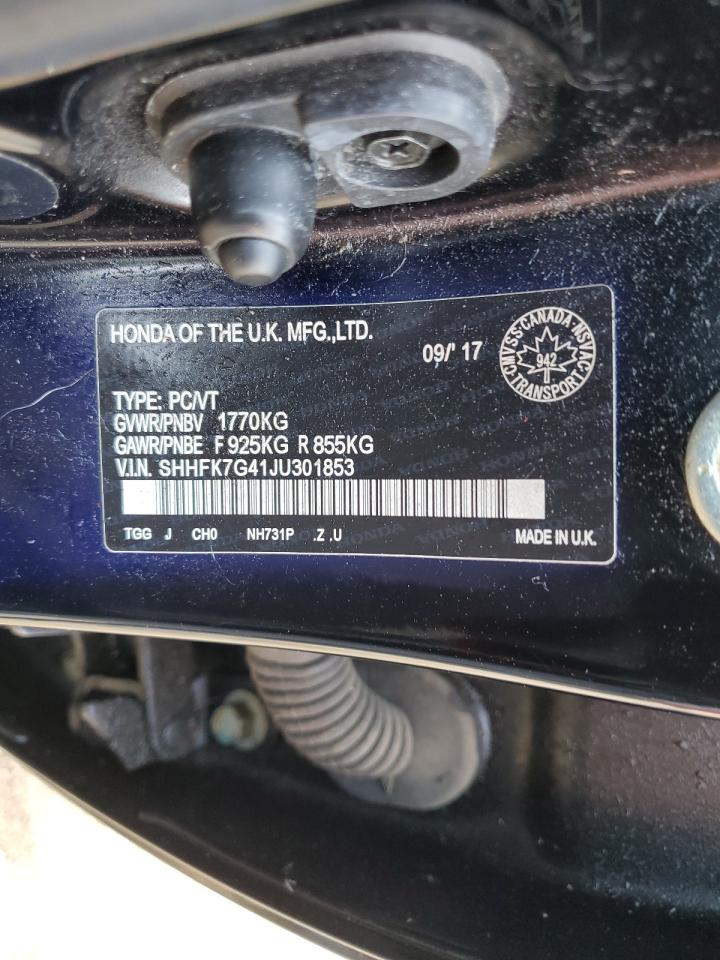 HONDA OF THE U.K. MFG.,LTD.
09/' 17
CMVSS·CANADA·NSVAC·TRANSPORT·
942
TYPE: PC/VT
GVWR/PNBV 1770KG
GAWR/PNBE F 925KG R 855KG
V.I.N. SHHFK7G41JU301853
TGG J CH0 NH731P .Z .U MADE IN U.K.